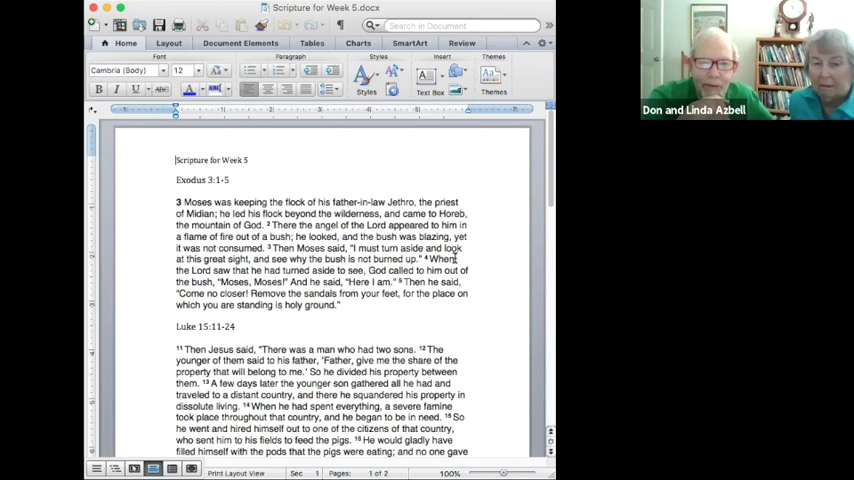 Scripture for Week 5.docx
Search in Document
Home Layout Document Elements Tables Charts SmartArt Review
Font Paragraph Styles Insert Themes
Cambria (Body) 12
B I U ABC A
Styles Text Box Themes
Scripture for Week 5
Exodus 3:1-5
3 Moses was keeping the flock of his father-in-law Jethro, the priest
of Midian; he led his flock beyond the wilderness, and came to Horeb,
the mountain of God. 2 There the angel of the Lord appeared to him in
a flame of fire out of a bush; he looked, and the bush was blazing, yet
it was not consumed. 3 Then Moses said, "I must turn aside and look
at this great sight, and see why the bush is not burned up." 4 When
the Lord saw that he had turned aside to see, God called to him out of
the bush, "Moses, Moses!" And he said, "Here I am." 5 Then he said,
"Come no closer! Remove the sandals from your feet, for the place on
which you are standing is holy ground."
Luke 15:11-24
11 Then Jesus said, "There was a man who had two sons. 12 The
younger of them said to his father, 'Father, give me the share of the
property that will belong to me.' So he divided his property between
them. 13 A few days later the younger son gathered all he had and
traveled to a distant country, and there he squandered his property in
dissolute living. 14 When he had spent everything, a severe famine
took place throughout that country, and he began to be in need. 15 So
he went and hired himself out to one of the citizens of that country,
who sent him to his fields to feed the pigs. 16 He would gladly have
filled himself with the pods that the pigs were eating; and no one gave
Print Layout View Sec 1 Pages: 1 of 2 100%
Don and Linda Azbell